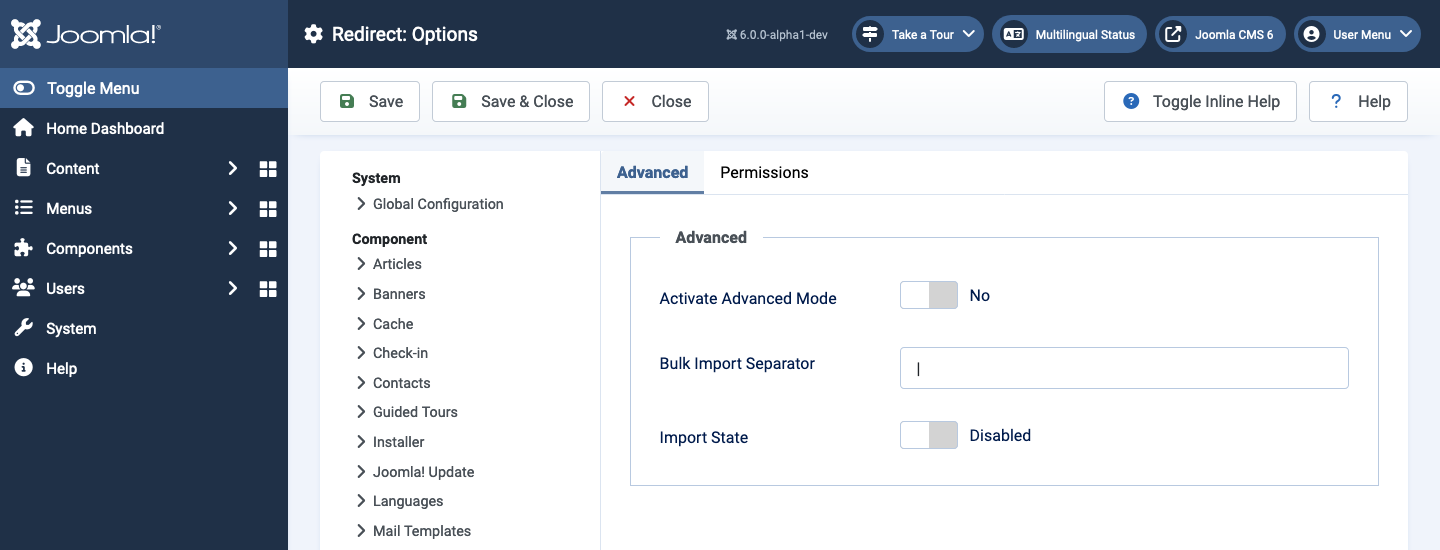 Joomla!®
Redirect: Options
6.0.0-alpha1-dev
Take a Tour
Multilingual Status
Joomla CMS 6
User Menu
Toggle Menu
Home Dashboard
Content
Menus
Components
Users
System
Help
Save
Save & Close
Close
Toggle Inline Help
Help
System
Global Configuration
Component
Articles
Banners
Cache
Check-in
Contacts
Guided Tours
Installer
Joomla! Update
Languages
Mail Templates
Advanced
Permissions
Advanced
Activate Advanced Mode
No
Bulk Import Separator
|
Import State
Disabled